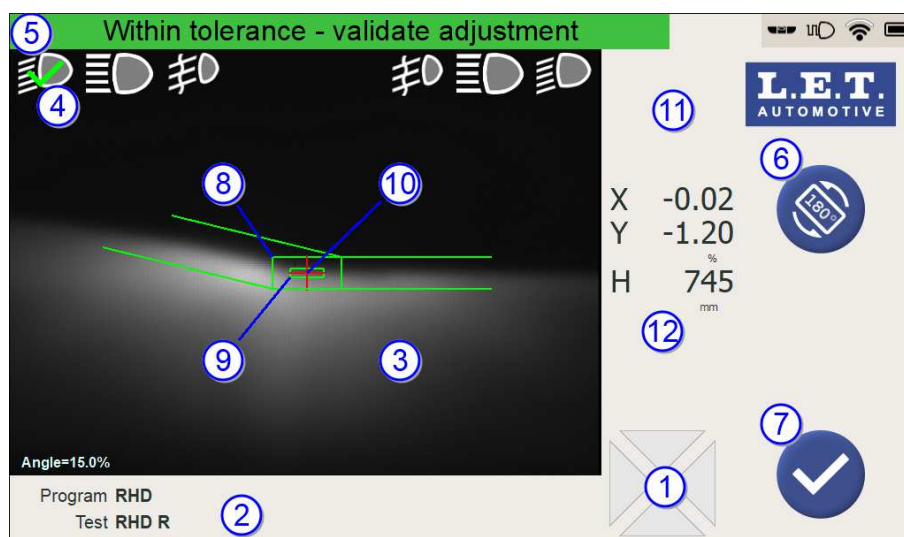 Within tolerance - validate adjustment
5
4
L.E.T.
AUTOMOTIVE
11
6
180°
8
10
X -0.02
Y -1.20
%
H 745
mm
9
3
12
7
Angle=15.0%
Program RHD
Test RHD R
2
1